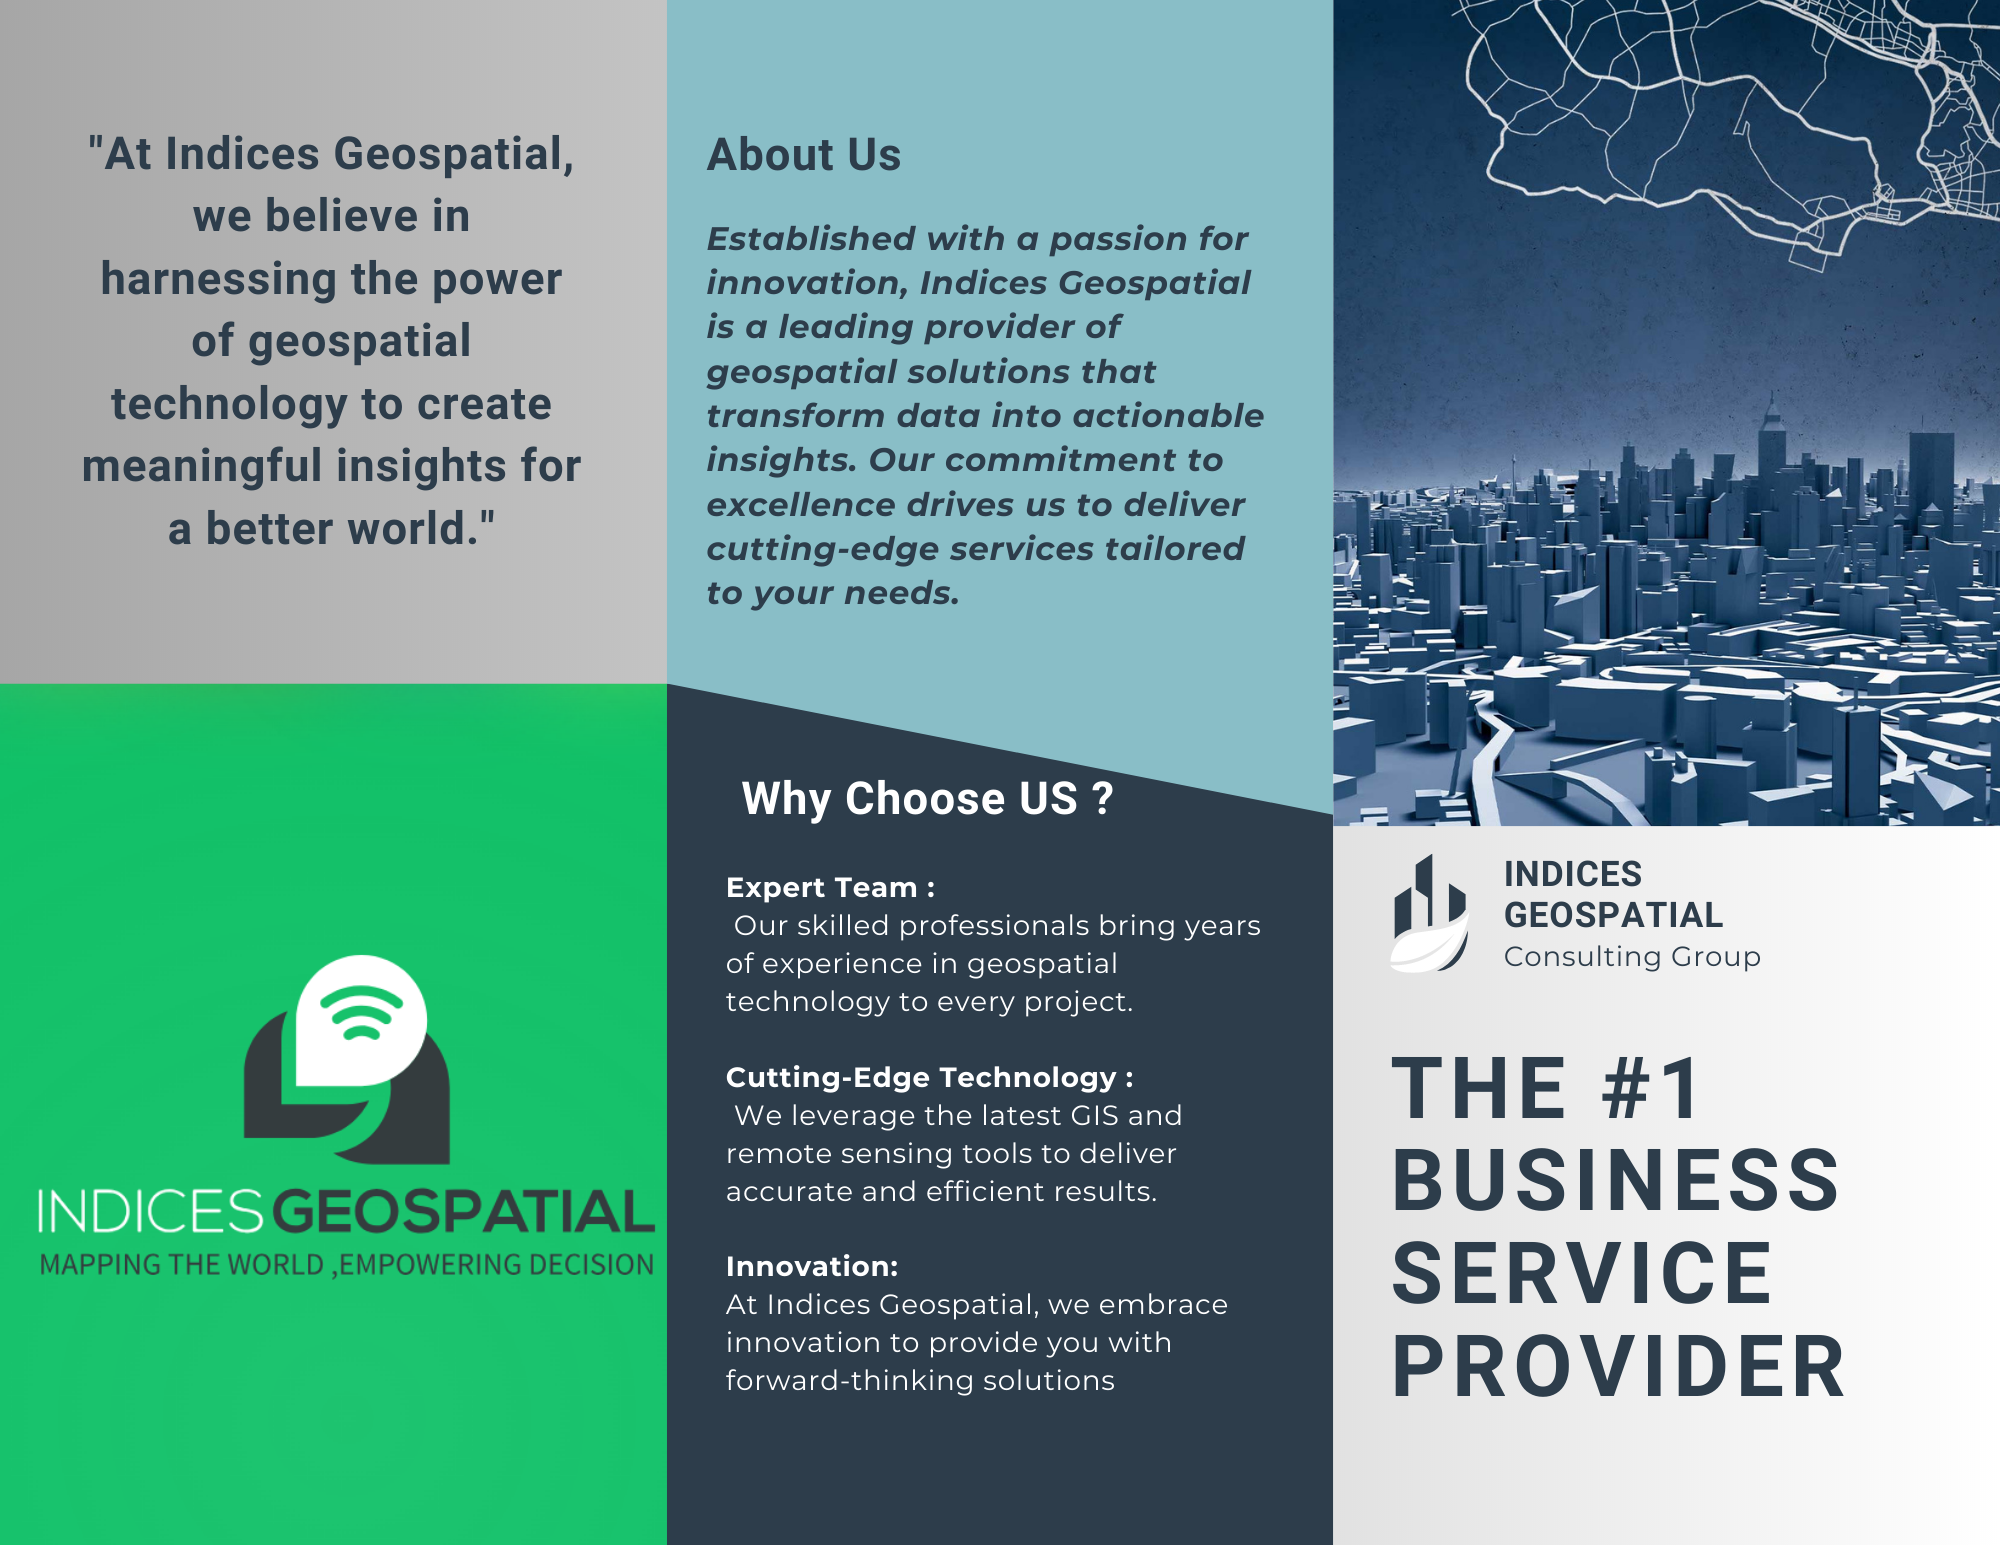 "At Indices Geospatial,
we believe in
harnessing the power
of geospatial
technology to create
meaningful insights for
a better world."
INDICES GEOSPATIAL
MAPPING THE WORLD ,EMPOWERING DECISION
About Us
Established with a passion for
innovation, Indices Geospatial
is a leading provider of
geospatial solutions that
transform data into actionable
insights. Our commitment to
excellence drives us to deliver
cutting-edge services tailored
to your needs.
Why Choose US ?
Expert Team :
Our skilled professionals bring years
of experience in geospatial
technology to every project.
Cutting-Edge Technology :
We leverage the latest GIS and
remote sensing tools to deliver
accurate and efficient results.
Innovation:
At Indices Geospatial, we embrace
innovation to provide you with
forward-thinking solutions
INDICES
GEOSPATIAL
Consulting Group
THE #1
BUSINESS
SERVICE
PROVIDER